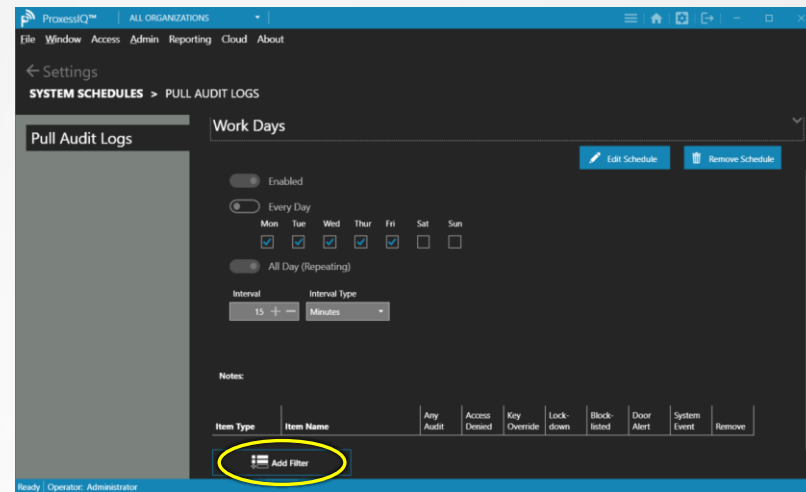 ProxessIQ™ ALL ORGANIZATIONS
File Window Access Admin Reporting Cloud About
Settings
SYSTEM SCHEDULES > PULL AUDIT LOGS
Pull Audit Logs
Work Days
Edit Schedule Remove Schedule
Enabled
Every Day
Mon Tue Wed Thur Fri Sat Sun
All Day (Repeating)
Interval Interval Type
15 Minutes
Notes:
Item Type Item Name Any Audit Access Denied Key Override Lock-down Block-listed Door Alert System Event Remove
Add Filter
Ready Operator: Administrator